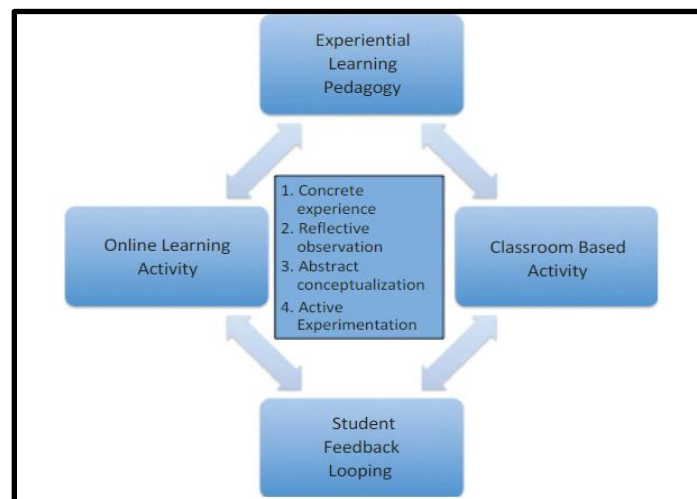 Experiential
Learning
Pedagogy
1. Concrete
experience
2. Reflective
observation
3. Abstract
conceptualization
4. Active
Experimentation
Online Learning
Activity
Classroom Based
Activity
Student
Feedback
Looping